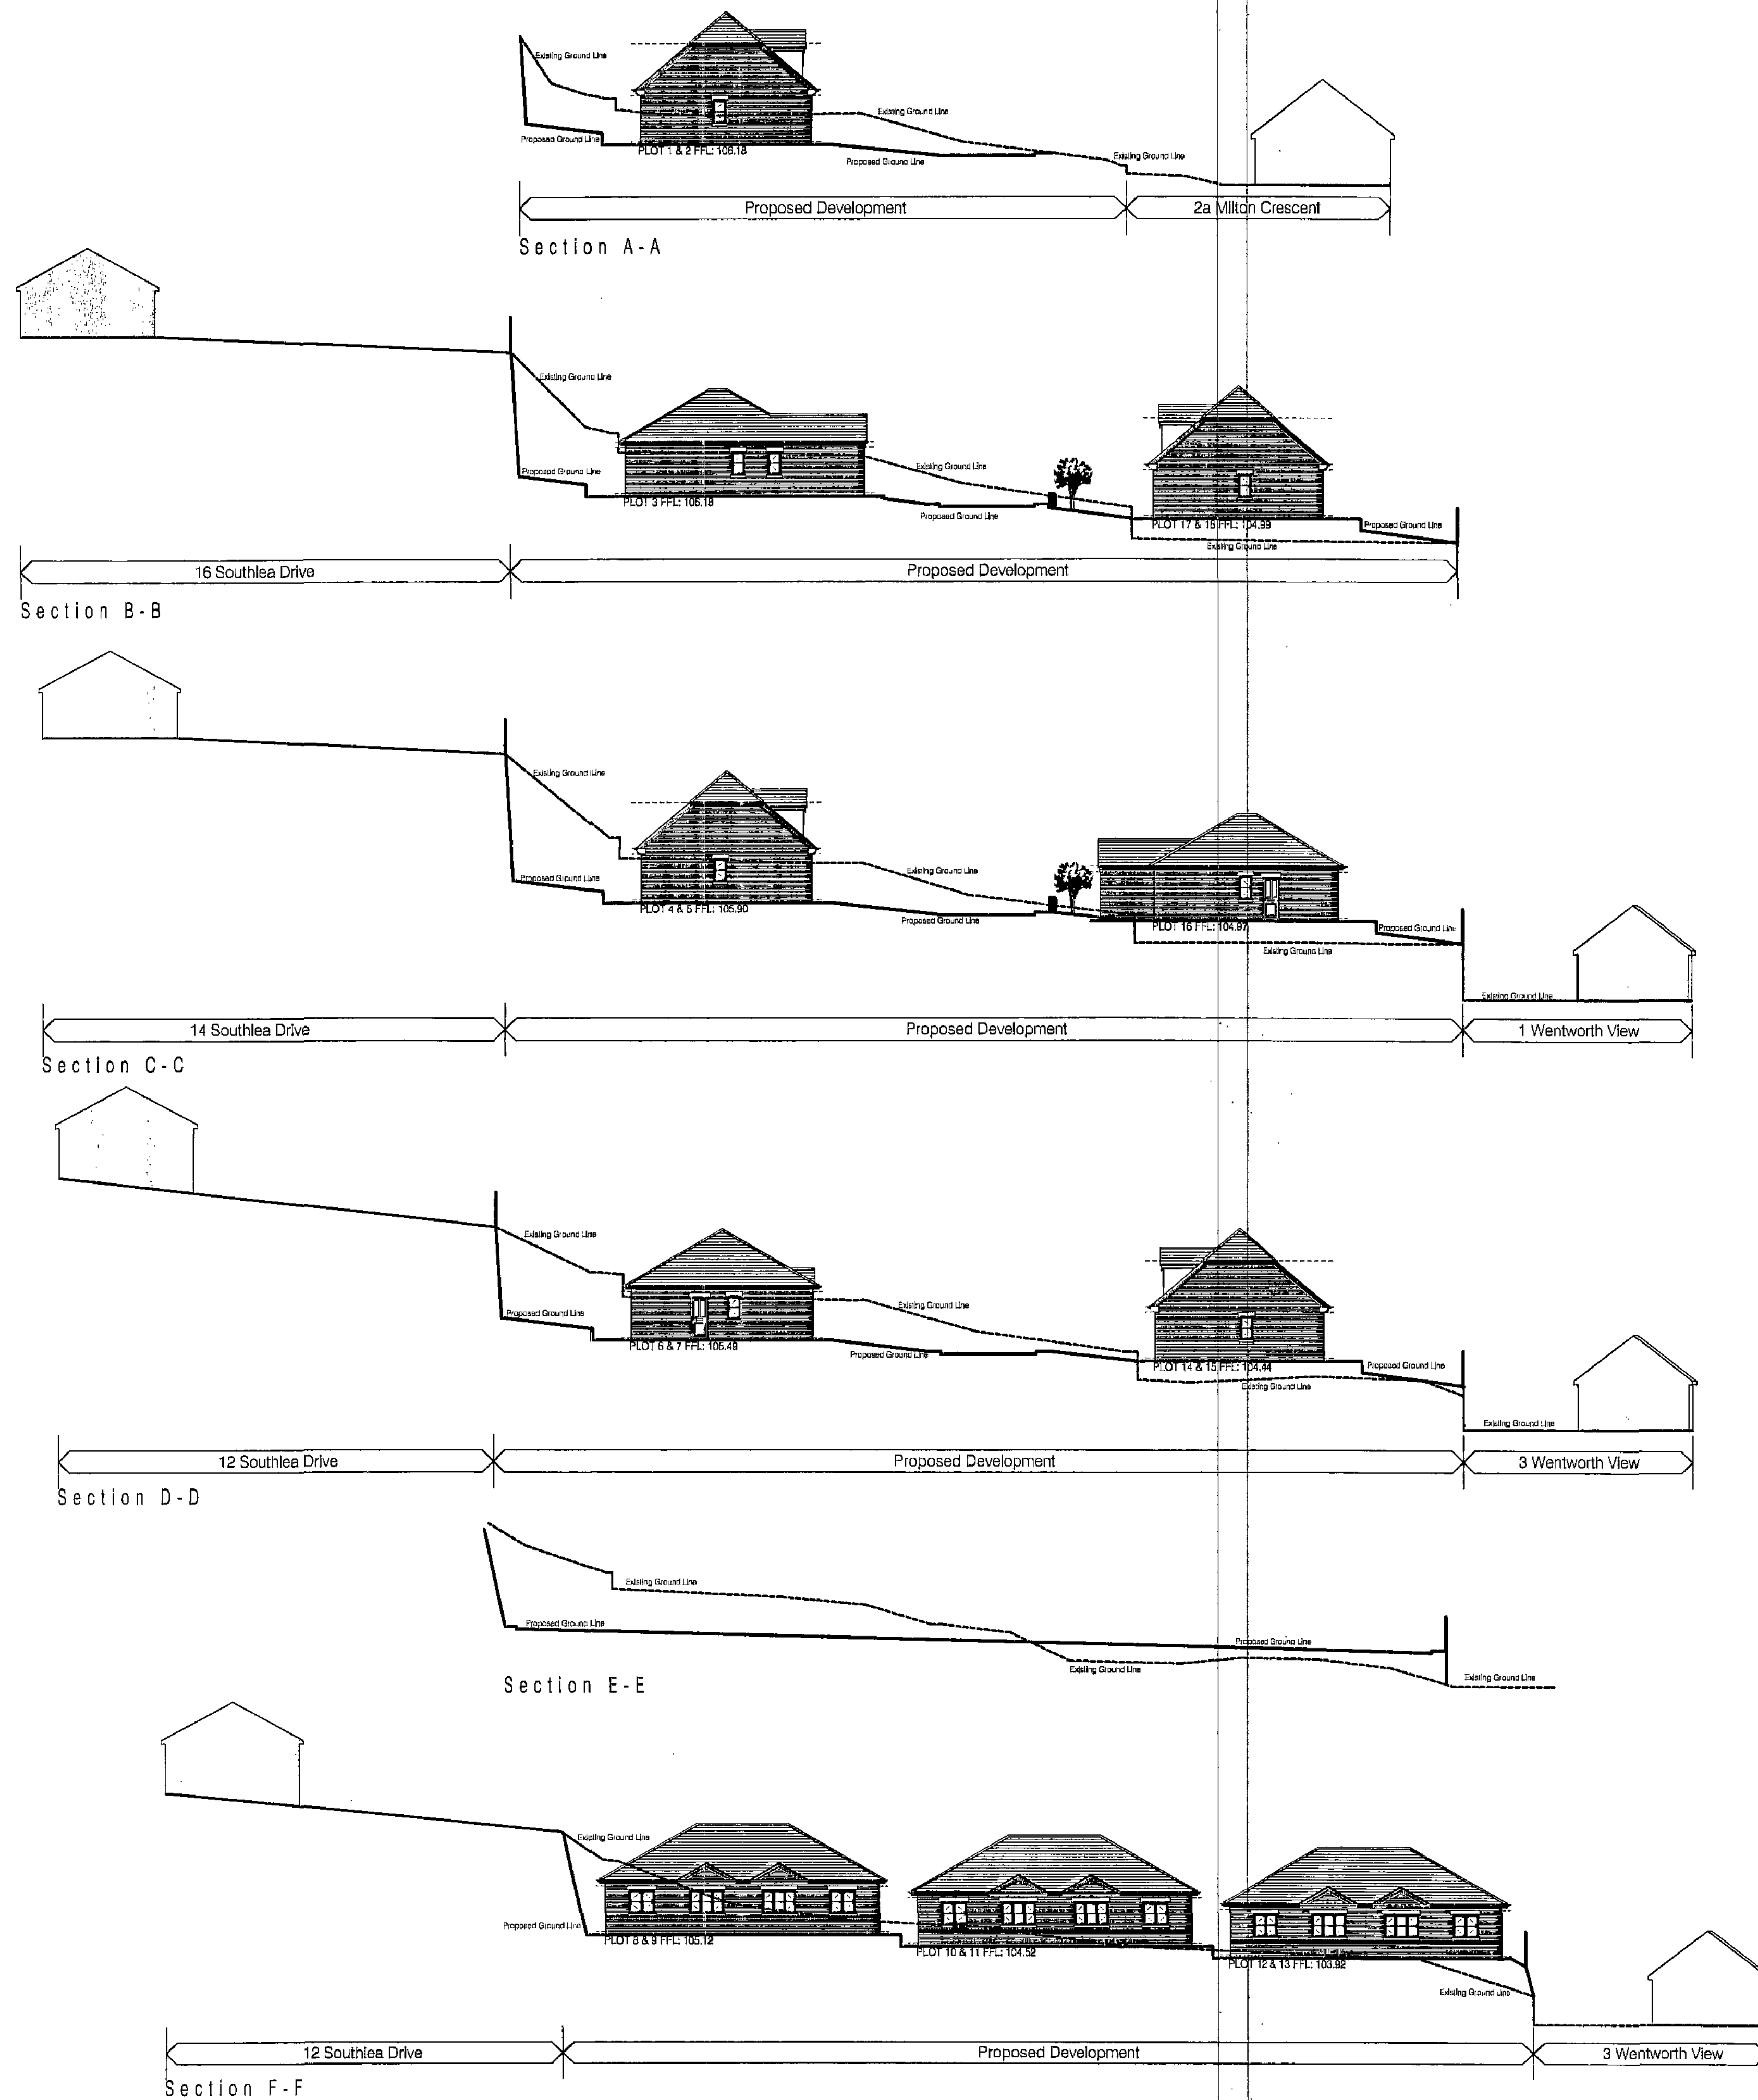 Existing Ground Line
Existing Ground Line
Proposed Ground Line
PLOT 1 & 2 FFL: 106.18
Proposed Ground Line
Existing Ground Line
Proposed Development
2a Milton Crescent
Section A-A
Existing Ground Line
Existing Ground Line
Proposed Ground Line
PLOT 3 FFL: 106.18
Proposed Ground Line
PLOT 17 & 18 FFL: 104.99
Proposed Ground Line
Existing Ground Line
16 Southlea Drive
Proposed Development
Section B-B
Existing Ground Line
Existing Ground Line
Proposed Ground Line
PLOT 4 & 5 FFL: 105.90
Proposed Ground Line
PLOT 16 FFL: 104.97
Proposed Ground Line
Existing Ground Line
Existing Ground Line
14 Southlea Drive
Proposed Development
1 Wentworth View
Section C-C
Existing Ground Line
Existing Ground Line
Proposed Ground Line
PLOT 6 & 7 FFL: 105.49
Proposed Ground Line
PLOT 14 & 15 FFL: 104.44
Proposed Ground Line
Existing Ground Line
Existing Ground Line
12 Southlea Drive
Proposed Development
3 Wentworth View
Section D-D
Existing Ground Line
Proposed Ground Line
Proposed Ground Line
Existing Ground Line
Existing Ground Line
Section E-E
Existing Ground Line
Proposed Ground Line
PLOT 8 & 9 FFL: 105.12
PLOT 10 & 11 FFL: 104.52
PLOT 12 & 13 FFL: 103.92
Existing Ground Line
12 Southlea Drive
Proposed Development
3 Wentworth View
Section F-F